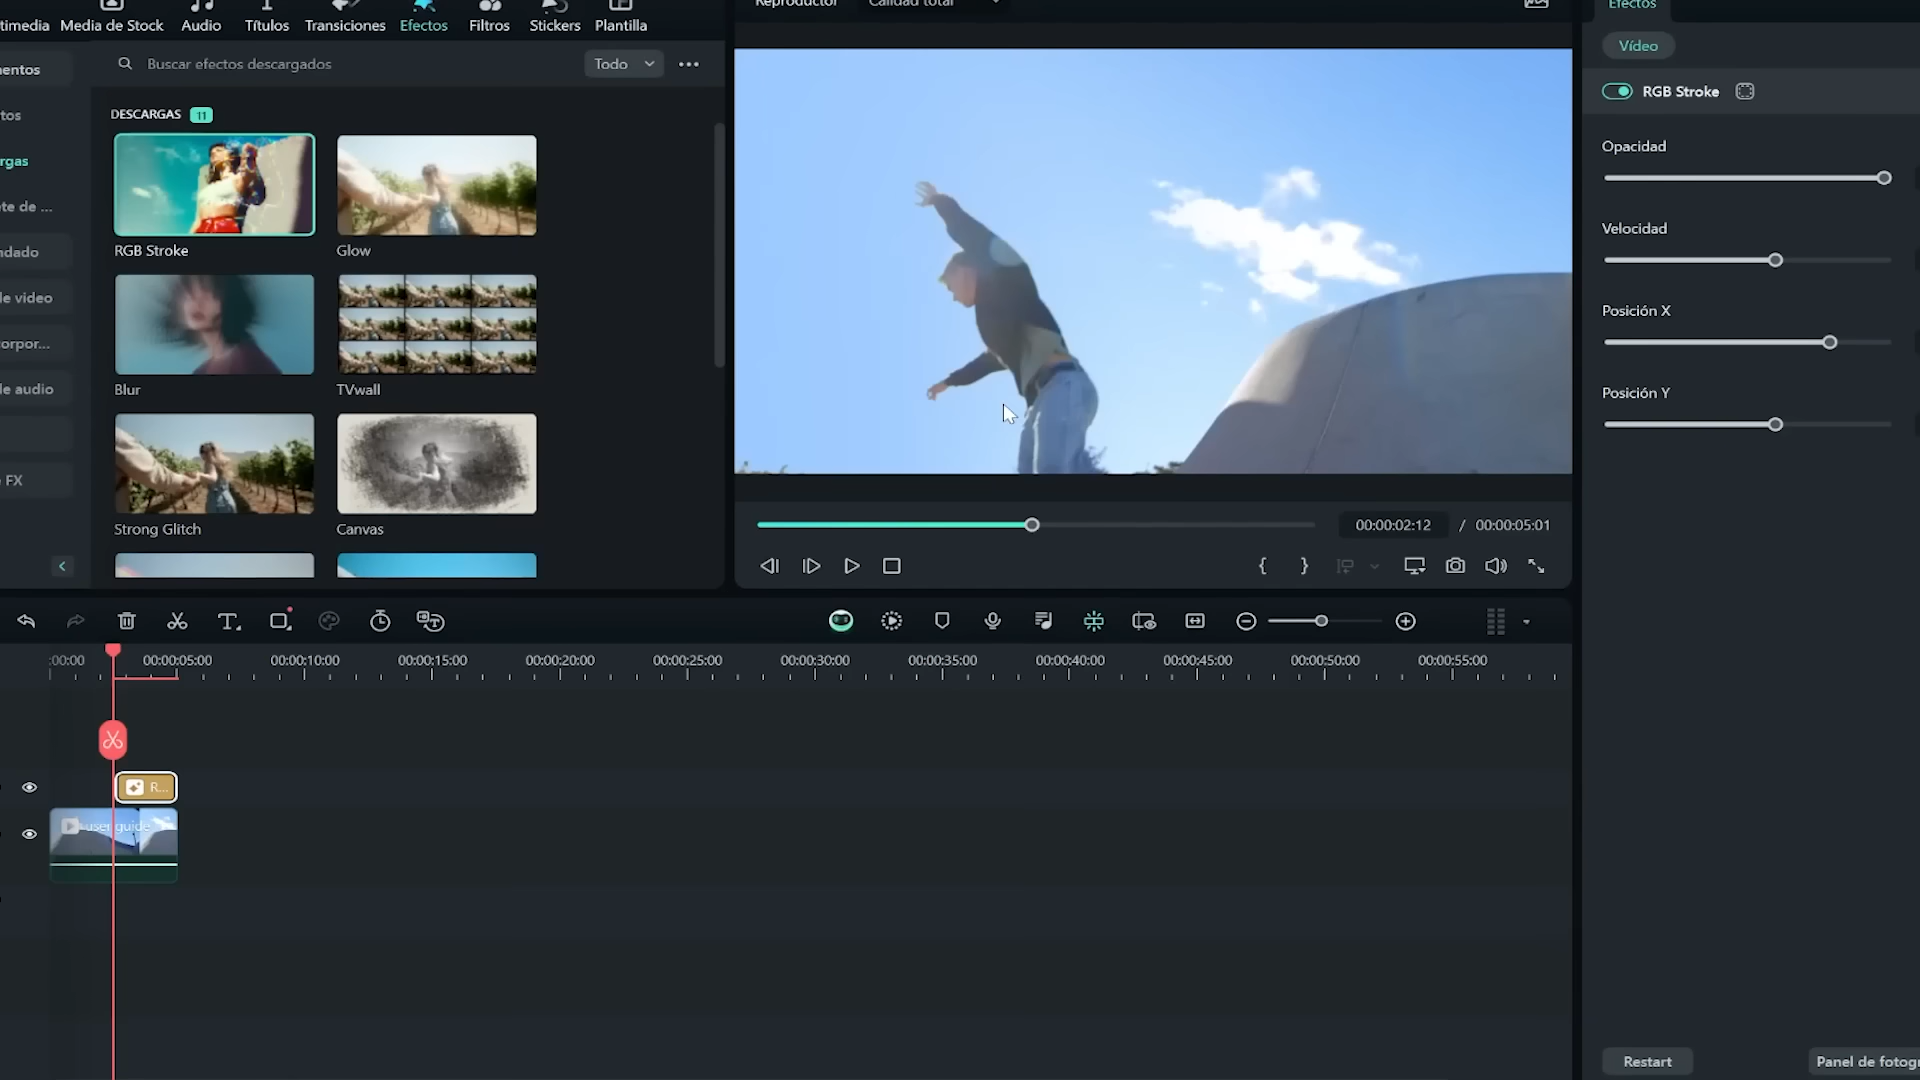 timedia Media de Stock Audio Títulos Transiciones Efectos Filtros Stickers Plantilla
Reproductor Calidad total
Efectos
Vídeo
entos
Buscar efectos descargados Todo
DESCARGAS 11
tos
rgas
te de ...
ndado
e video
orpor...
e audio
FX
RGB Stroke
Glow
Blur
TVwall
Strong Glitch
Canvas
RGB Stroke
Opacidad
Velocidad
Posición X
Posición Y
00:00:02:12 / 00:00:05:01
:00:00 00:00:05:00 00:00:10:00 00:00:15:00 00:00:20:00 00:00:25:00 00:00:30:00 00:00:35:00 00:00:40:00 00:00:45:00 00:00:50:00 00:00:55:00
R...
user guide
Restart
Panel de fotog